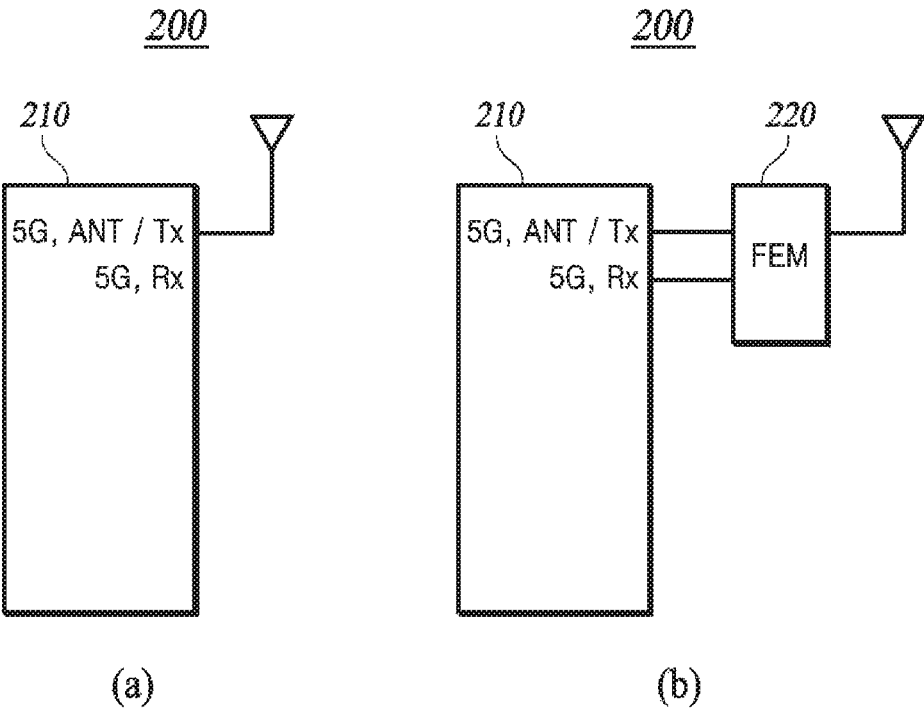 200
210
5G, ANT / Tx
5G, Rx
(a)
200
210
220
5G, ANT / Tx
5G, Rx
FEM
(b)